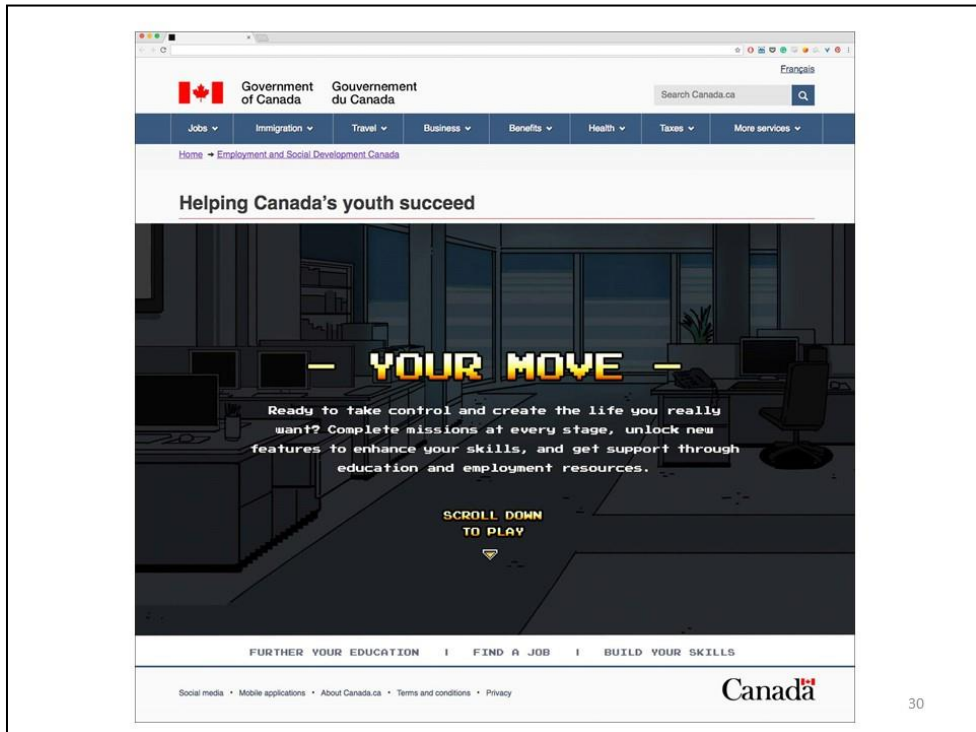 Français
Government Gouvernement
of Canada du Canada
Search Canada.ca
Jobs Immigration Travel Business Benefits Health Taxes More services
Home → Employment and Social Development Canada
Helping Canada's youth succeed
– YOUR MOVE –
Ready to take control and create the life you really
want? Complete missions at every stage, unlock new
features to enhance your skills, and get support through
education and employment resources.
SCROLL DOWN
TO PLAY
FURTHER YOUR EDUCATION | FIND A JOB | BUILD YOUR SKILLS
Social media • Mobile applications • About Canada.ca • Terms and conditions • Privacy
Canada
30